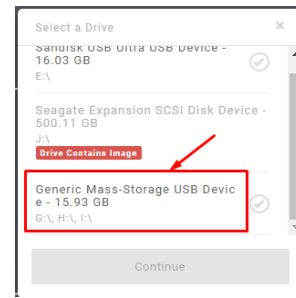 Select a Drive ×
Sandisk USB Ultra USB Device -
16.03 GB
E:\
Seagate Expansion SCSI Disk Device -
500.11 GB
J:\
Drive Contains Image
Generic Mass-Storage USB Devic
e - 15.93 GB
G:\, H:\, I:\
Continue